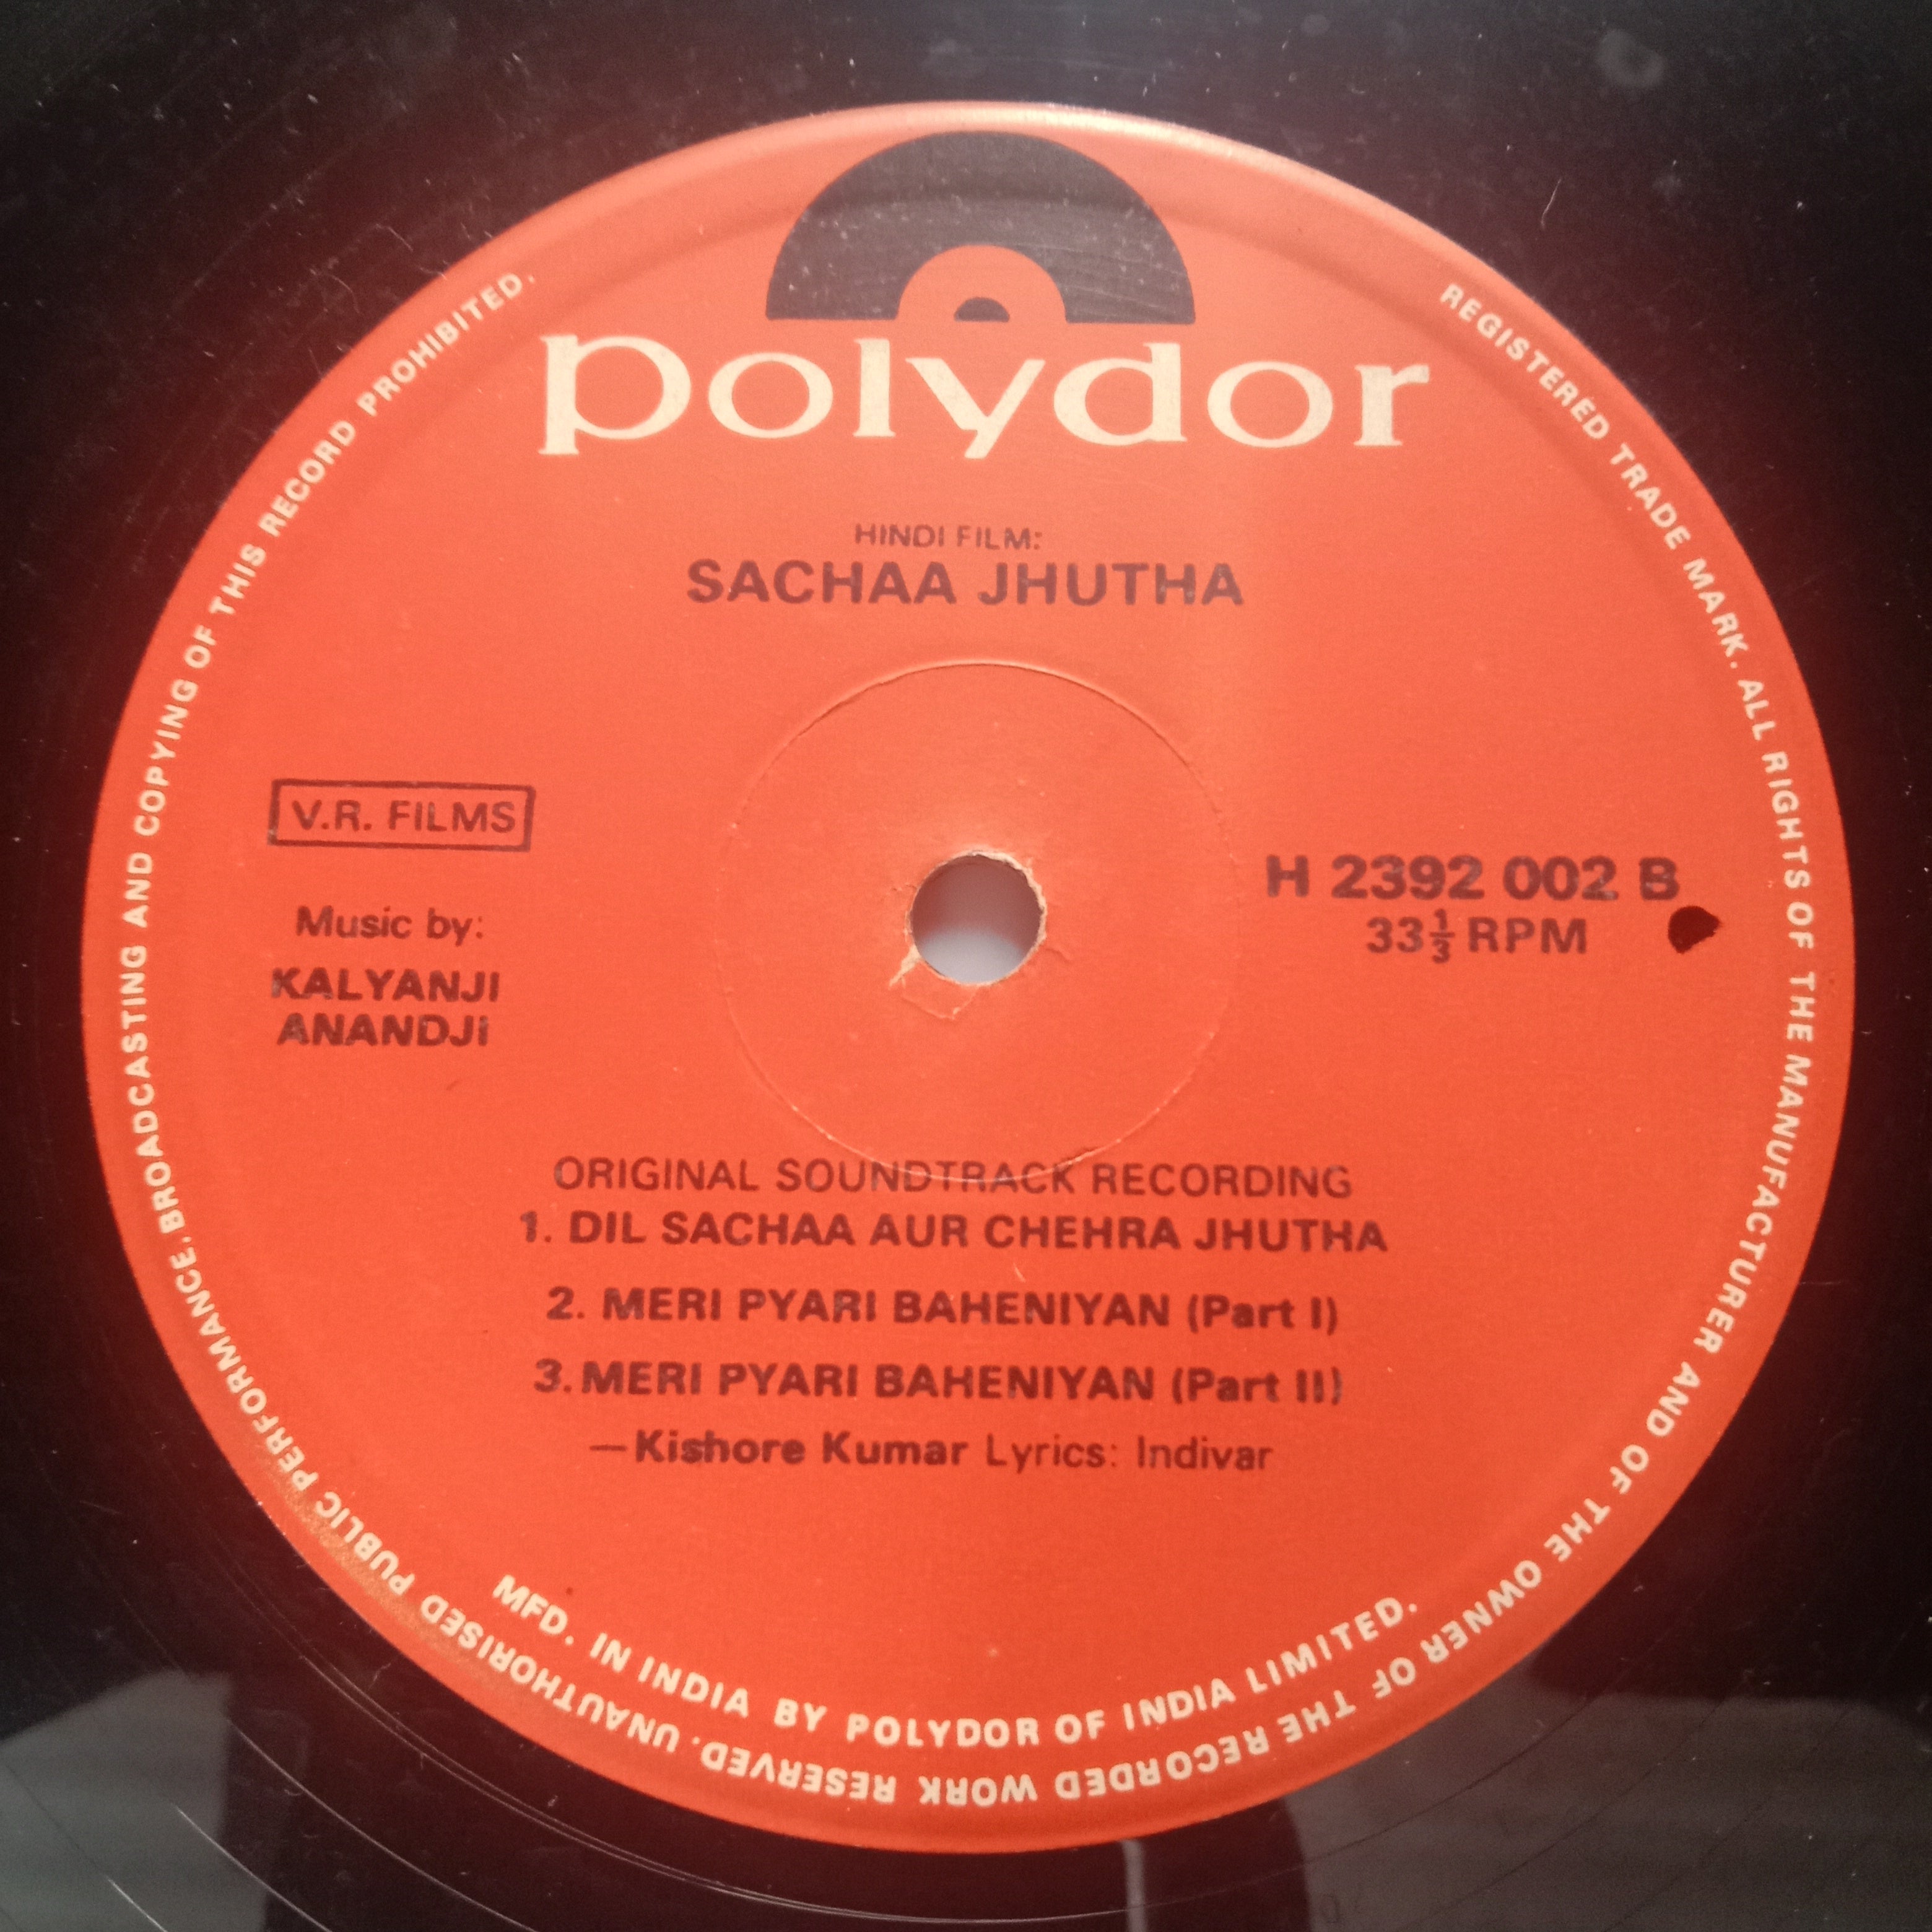 polydor
HINDI FILM:
SACHAA JHUTHA
V.R. FILMS
Music by:
KALYANJI
ANANDJI
H 2392 002 B
33⅓ RPM
ORIGINAL SOUNDTRACK RECORDING
1. DIL SACHAA AUR CHEHRA JHUTHA
2. MERI PYARI BAHENIYAN (Part I)
3. MERI PYARI BAHENIYAN (Part II)
—Kishore Kumar Lyrics: Indivar
MFD. IN INDIA BY POLYDOR OF INDIA LIMITED.
REGISTERED TRADE MARK. ALL RIGHTS OF THE MANUFACTURER AND OF THE OWNER OF THE RECORDED WORK RESERVED. UNAUTHORISED PUBLIC PERFORMANCE, BROADCASTING AND COPYING OF THIS RECORD PROHIBITED.